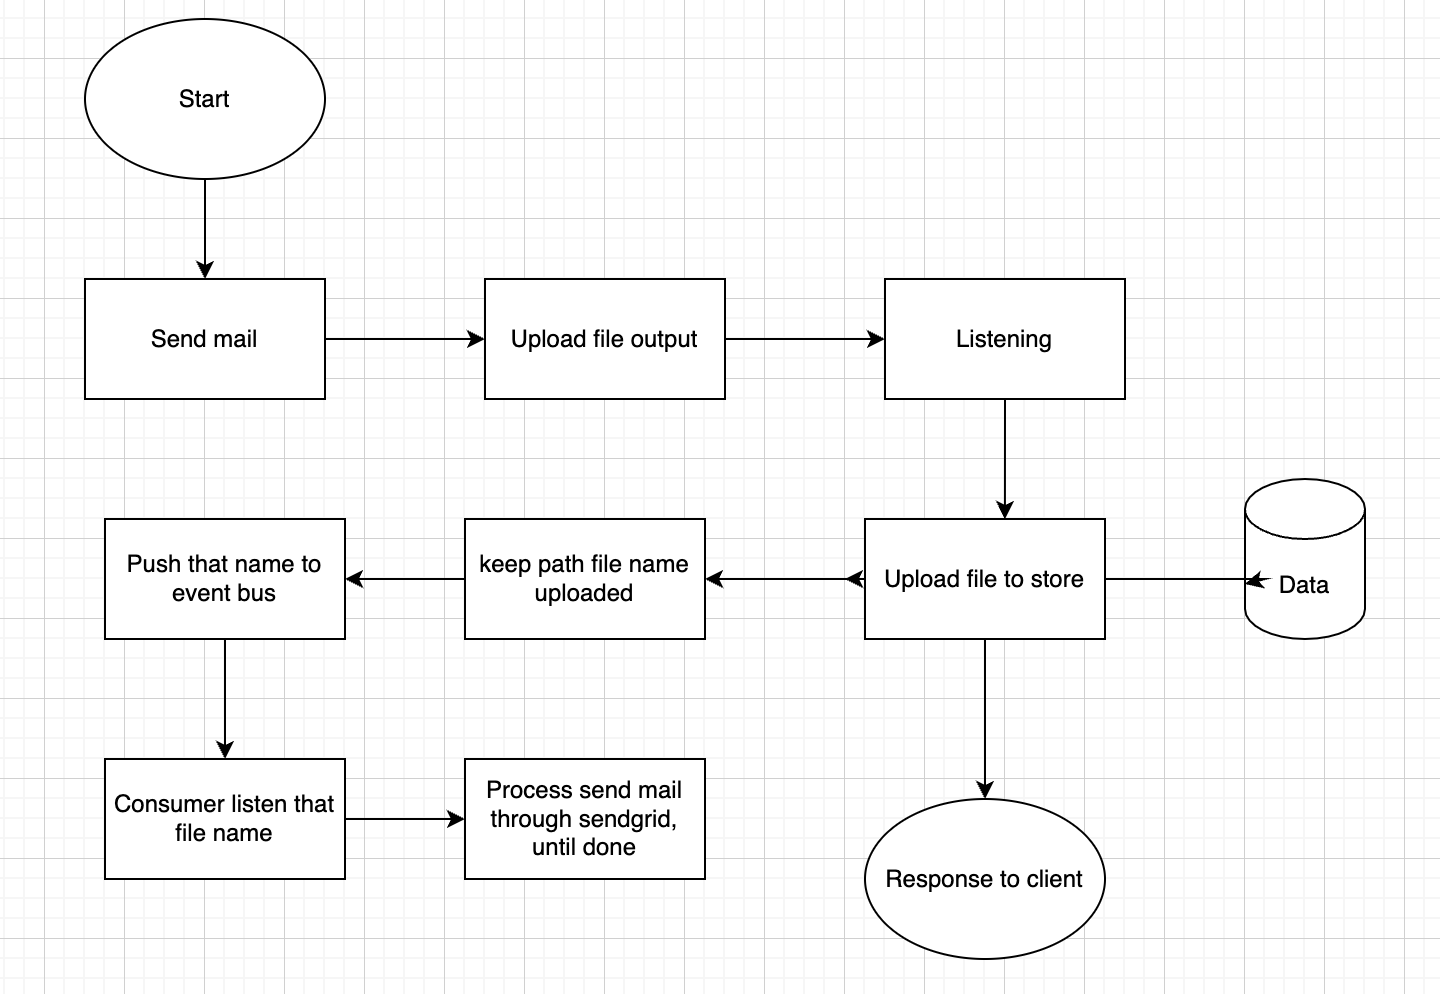 Start
Send mail
Upload file output
Listening
Push that name to
event bus
keep path file name
uploaded
Upload file to store
Data
Consumer listen that
file name
Process send mail
through sendgrid,
until done
Response to client